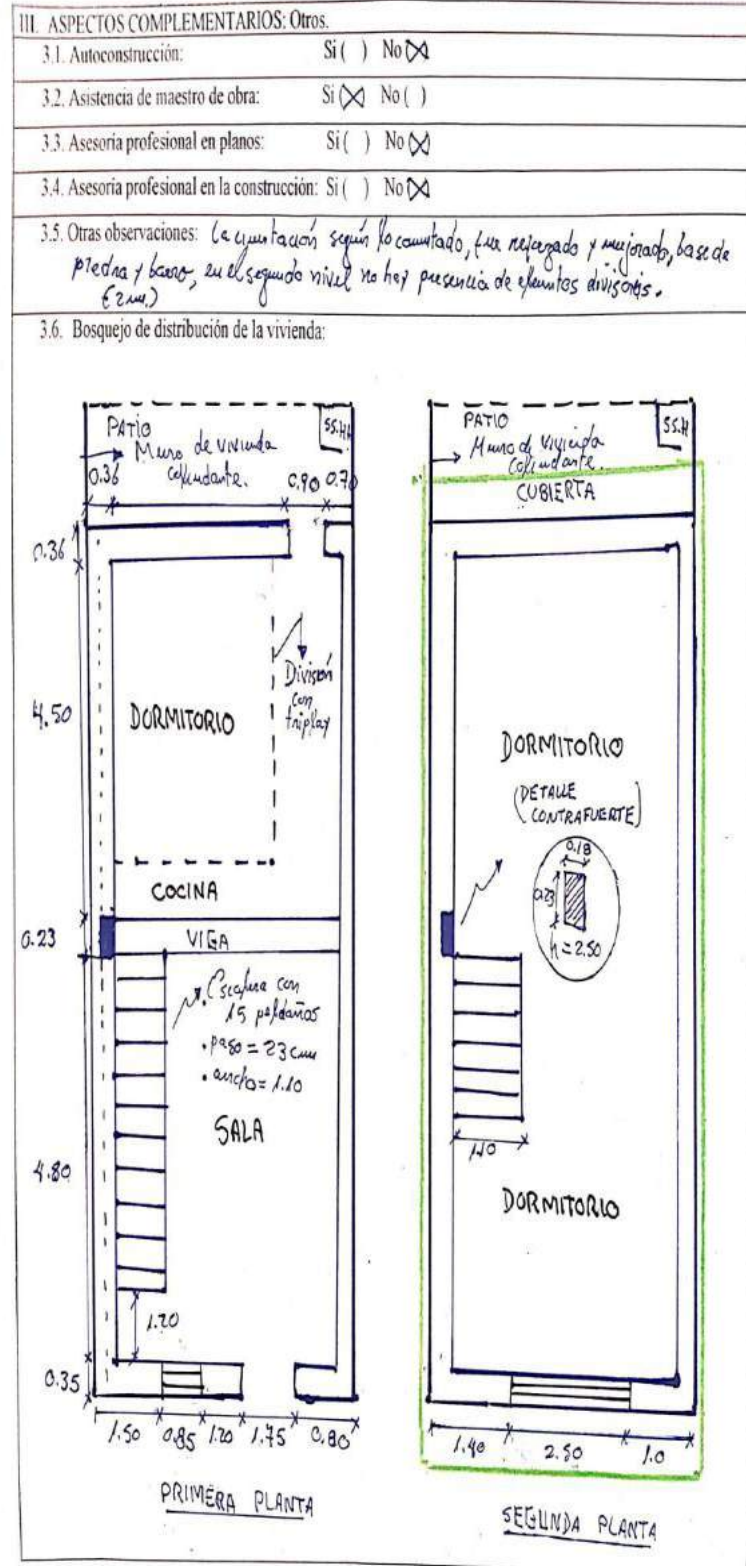 III. ASPECTOS COMPLEMENTARIOS: Otros.
3.1. Autoconstrucción: Si ( ) No (X)
3.2. Asistencia de maestro de obra: Si (X) No ( )
3.3. Asesoria profesional en planos: Si ( ) No (X)
3.4. Asesoria profesional en la construcción: Si ( ) No (X)
3.5. Otras observaciones: La según lo comentado, fue y mejorado, base de
piedra y barro, en el segundo nivel no hay presencia de elementos divisorios.
3.6. Bosquejo de distribución de la vivienda:
PATIO
SS.HH
Muro de vivienda
colindante.
0.36
0.90
0.70
0.36
4.50
DORMITORIO
División
con
triplay
COCINA
0.23
VIGA
Escalera con
15 peldaños
• paso = 23 cm
• ancho = 1.10
SALA
4.80
1.20
0.35
1.50
0.85
1.20
1.75
0.80
PRIMERA PLANTA
PATIO
SS.H
Muro de vivienda
colindante.
CUBIERTA
DORMITORIO
(DETALLE
CONTRAFUERTE)
0.18
0.23
h = 2.50
1.10
DORMITORIO
1.40
2.50
1.0
SEGUNDA PLANTA